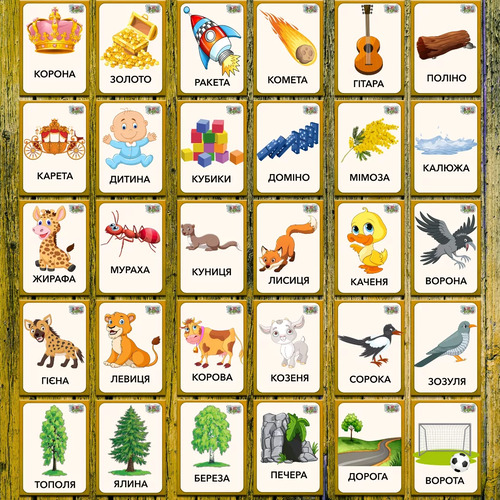 КОРОНА
ЗОЛОТО
РАКЕТА
КОМЕТА
ГІТАРА
ПОЛІНО
КАРЕТА
ДИТИНА
КУБИКИ
ДОМІНО
МІМОЗА
КАЛЮЖА
ЖИРАФА
МУРАХА
КУНИЦЯ
ЛИСИЦЯ
КАЧЕНЯ
ВОРОНА
ГІЄНА
ЛЕВИЦЯ
КОРОВА
КОЗЕНЯ
СОРОКА
ЗОЗУЛЯ
ТОПОЛЯ
ЯЛИНА
БЕРЕЗА
ПЕЧЕРА
ДОРОГА
ВОРОТА